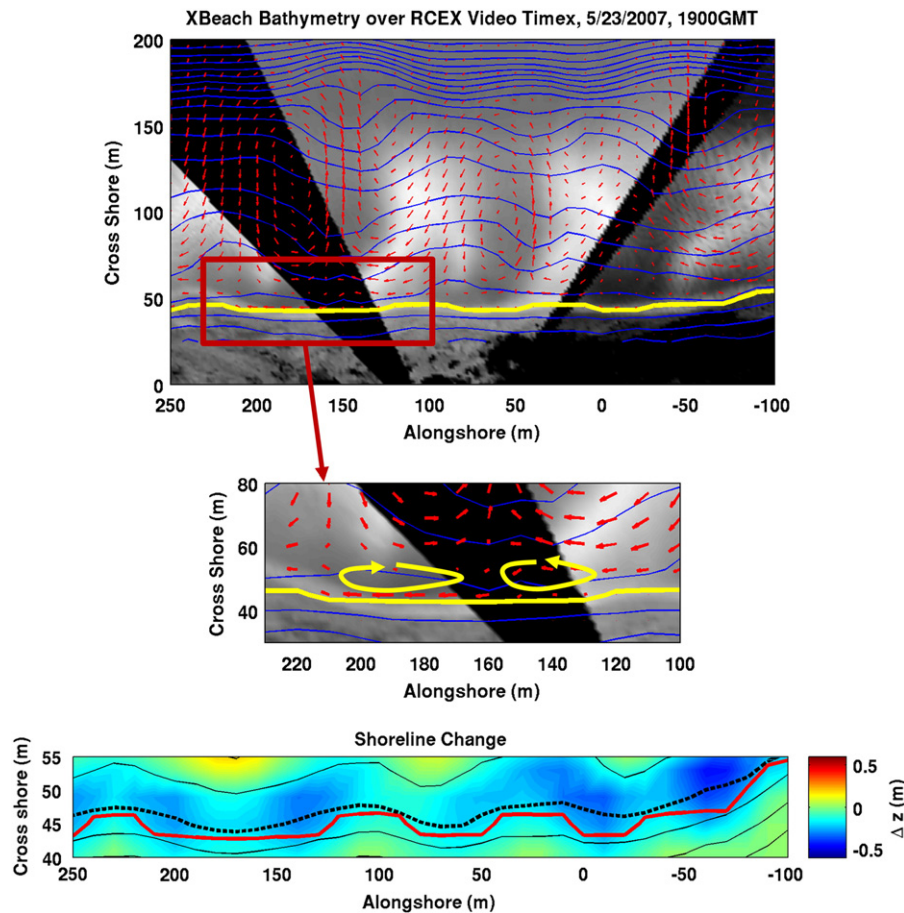 XBeach Bathymetry over RCEX Video Timex, 5/23/2007, 1900GMT
200
150
100
50
0
Cross Shore (m)
250 200 150 100 50 0 -50 -100
Alongshore (m)
80
60
40
Cross Shore (m)
220 200 180 160 140 120 100
Alongshore (m)
Shoreline Change
55
50
45
40
Cross shore (m)
250 200 150 100 50 0 -50 -100
Alongshore (m)
0.5
0
-0.5
Δ z (m)